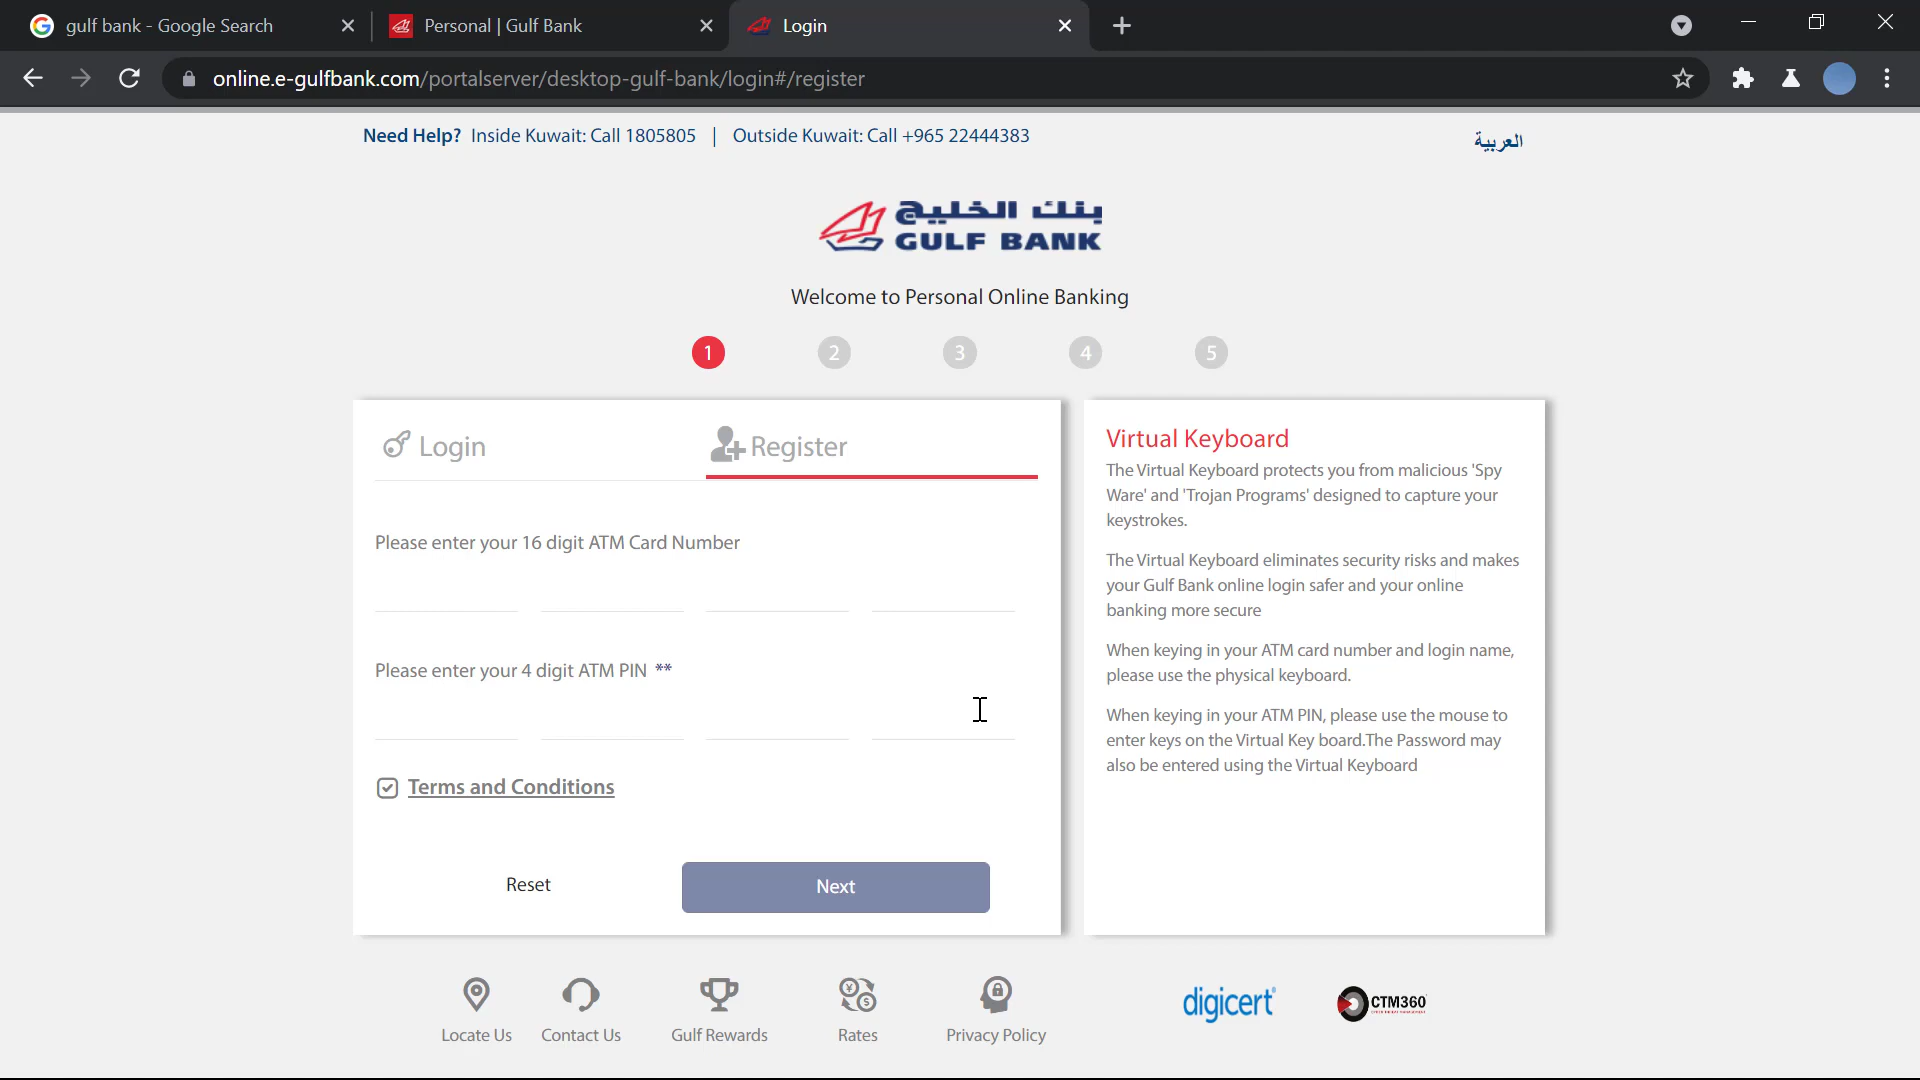 gulf bank - Google Search
Personal | Gulf Bank
Login
online.e-gulfbank.com/portalserver/desktop-gulf-bank/login#/register
Need Help? Inside Kuwait: Call 1805805 | Outside Kuwait: Call +965 22444383
العربية
بنك الخليج
GULF BANK
Welcome to Personal Online Banking
1 2 3 4 5
Login
Register
Please enter your 16 digit ATM Card Number
Please enter your 4 digit ATM PIN **
Terms and Conditions
Reset
Next
Virtual Keyboard
The Virtual Keyboard protects you from malicious 'Spy
Ware' and 'Trojan Programs' designed to capture your
keystrokes.
The Virtual Keyboard eliminates security risks and makes
your Gulf Bank online login safer and your online
banking more secure
When keying in your ATM card number and login name,
please use the physical keyboard.
When keying in your ATM PIN, please use the mouse to
enter keys on the Virtual Key board.The Password may
also be entered using the Virtual Keyboard
Locate Us
Contact Us
Gulf Rewards
Rates
Privacy Policy
digicert
CTM360